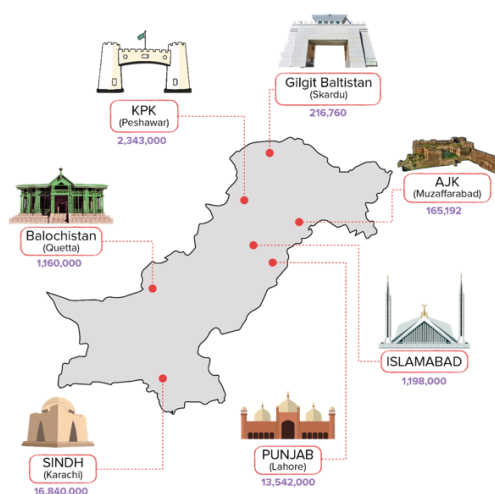 Gilgit Baltistan
(Skardu)
216,760
KPK
(Peshawar)
2,343,000
AJK
(Muzaffarabad)
165,192
Balochistan
(Quetta)
1,160,000
ISLAMABAD
1,198,000
SINDH
(Karachi)
16,840,000
PUNJAB
(Lahore)
13,542,000